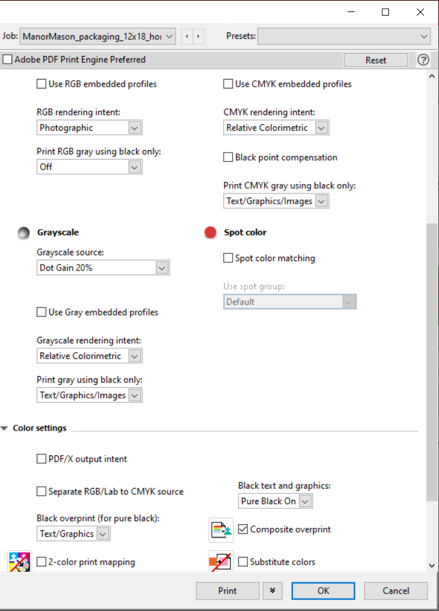 Job: ManorMason_packaging_12x18_hoı Presets:
Adobe PDF Print Engine Preferred Reset ?
Use RGB embedded profiles Use CMYK embedded profiles
RGB rendering intent: CMYK rendering intent:
Photographic Relative Colorimetric
Print RGB gray using black only: Black point compensation
Off
Print CMYK gray using black only:
Text/Graphics/Images
Grayscale Spot color
Grayscale source: Spot color matching
Dot Gain 20%
Use spot group:
Default
Use Gray embedded profiles
Grayscale rendering intent:
Relative Colorimetric
Print gray using black only:
Text/Graphics/Images
Color settings
PDF/X output intent
Separate RGB/Lab to CMYK source Black text and graphics:
Pure Black On
Black overprint (for pure black):
Text/Graphics Composite overprint
2-color print mapping Substitute colors
Print OK Cancel